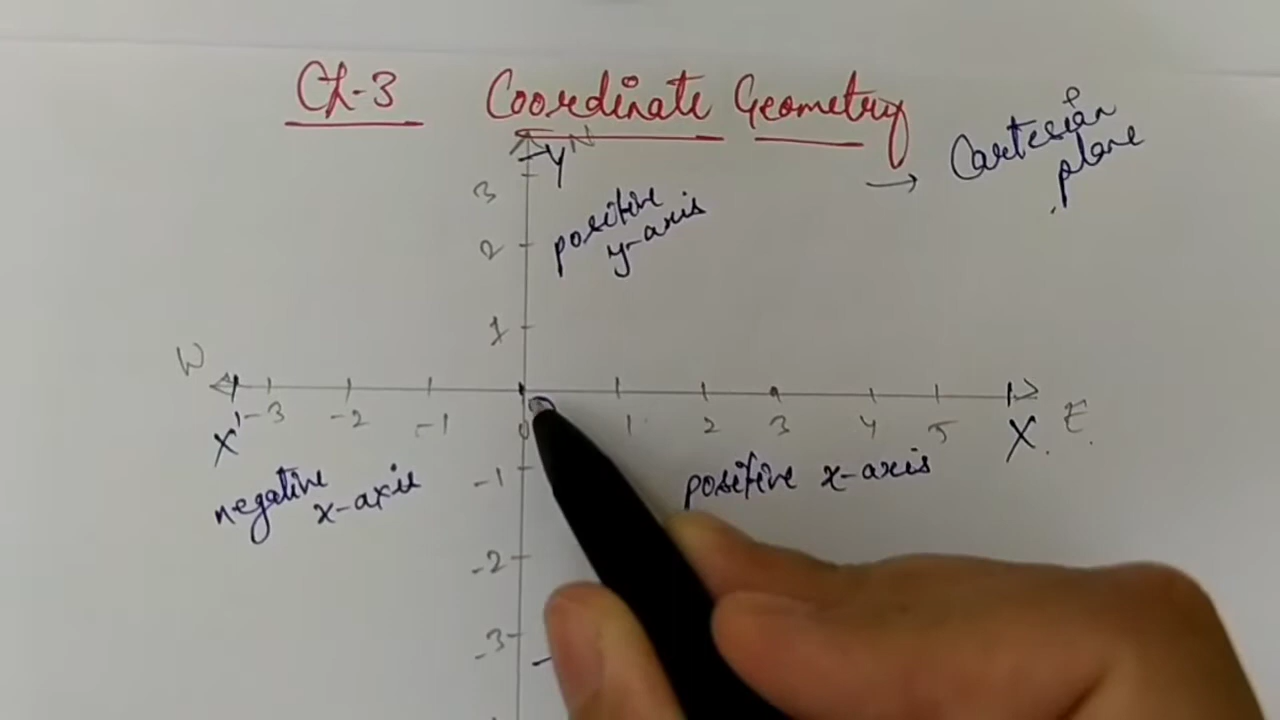 Ch-3 Coordinate Geometry
→ Cartesian
plane
N
Y
3
positive
y-axis
2
1
W
-3 -2 -1 0 1 2 3 4 5
X' X E
negative
x-axis
positive x-axis
-1
-2
-3